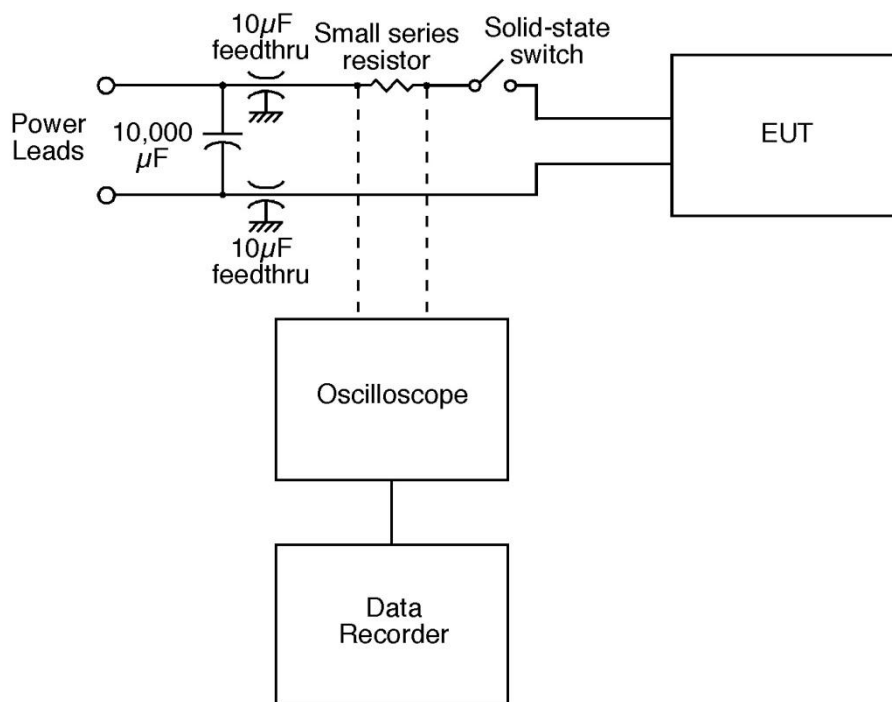 10µF
feedthru
Small series
resistor
Solid-state
switch
Power
Leads
10,000
µF
EUT
10µF
feedthru
Oscilloscope
Data
Recorder